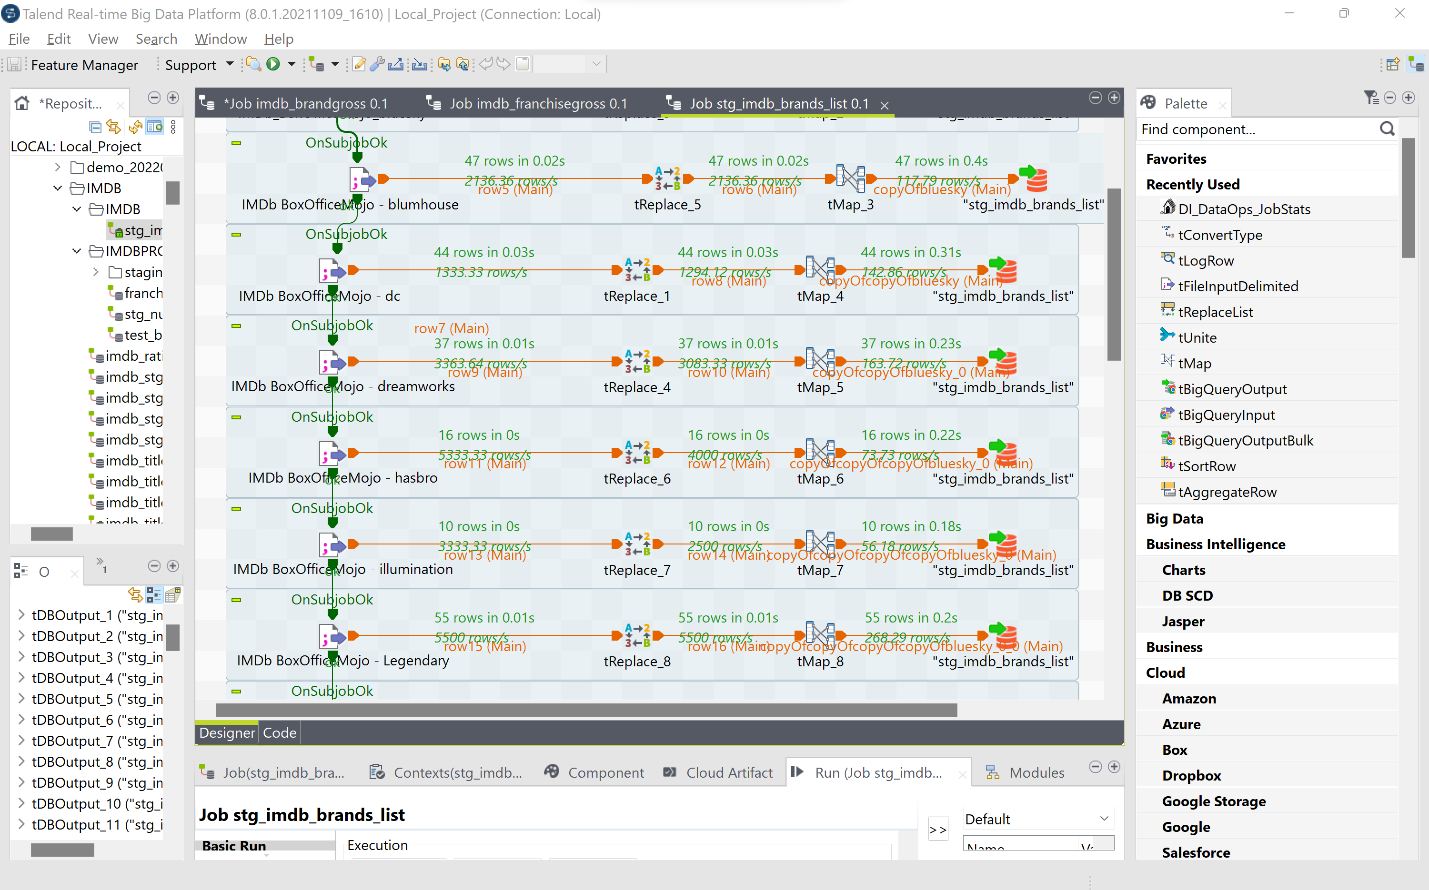 Talend Real-time Big Data Platform (8.0.1.20211109_1610) | Local_Project (Connection: Local)
File Edit View Search Window Help
Feature Manager Support
*Reposit...
LOCAL: Local_Project
demo_2022
IMDB
IMDB
stg_im
IMDBPRO
stagin
franch
stg_nu
test_b
imdb_rati
imdb_stg
imdb_stg
imdb_stg
imdb_stg
imdb_title
imdb_title
imdb_title
O
1
tDBOutput_1 ("stg_in
tDBOutput_2 ("stg_in
tDBOutput_3 ("stg_in
tDBOutput_4 ("stg_in
tDBOutput_5 ("stg_in
tDBOutput_6 ("stg_in
tDBOutput_7 ("stg_in
tDBOutput_8 ("stg_in
tDBOutput_9 ("stg_in
tDBOutput_10 ("stg_i
tDBOutput_11 ("stg_i
*Job imdb_brandgross 0.1 Job imdb_franchisegross 0.1 Job stg_imdb_brands_list 0.1
OnSubjobOk
47 rows in 0.02s 47 rows in 0.02s 47 rows in 0.4s
2136.36 rows/s 2136.36 rows/s 117.79 rows/s
row5 (Main) row6 (Main) copyOfbluesky (Main)
IMDb BoxOfficeMojo - blumhouse tReplace_5 tMap_3 "stg_imdb_brands_list"
OnSubjobOk
44 rows in 0.03s 44 rows in 0.03s 44 rows in 0.31s
1333.33 rows/s 1294.12 rows/s 142.86 rows/s
row8 (Main) copyOfcopyOfbluesky (Main)
IMDb BoxOfficeMojo - dc tReplace_1 tMap_4 "stg_imdb_brands_list"
OnSubjobOk
row7 (Main)
37 rows in 0.01s 37 rows in 0.01s 37 rows in 0.23s
3363.64 rows/s 3083.33 rows/s 163.72 rows/s
row9 (Main) row10 (Main) copyOfcopyOfbluesky_0 (Main)
IMDb BoxOfficeMojo - dreamworks tReplace_4 tMap_5 "stg_imdb_brands_list"
OnSubjobOk
16 rows in 0s 16 rows in 0s 16 rows in 0.22s
5333.33 rows/s 4000 rows/s 73.73 rows/s
row11 (Main) row12 (Main) copyOfcopyOfcopyOfbluesky_0 (Main)
IMDb BoxOfficeMojo - hasbro tReplace_6 tMap_6 "stg_imdb_brands_list"
OnSubjobOk
10 rows in 0s 10 rows in 0s 10 rows in 0.18s
3333.33 rows/s 2500 rows/s 56.18 rows/s
row13 (Main) row14 (Main) copyOfcopyOfcopyOfcopyOfbluesky_0 (Main)
IMDb BoxOfficeMojo - illumination tReplace_7 tMap_7 "stg_imdb_brands_list"
OnSubjobOk
55 rows in 0.01s 55 rows in 0.01s 55 rows in 0.2s
5500 rows/s 5500 rows/s 268.29 rows/s
row15 (Main) row16 (Main) copyOfcopyOfcopyOfcopyOfbluesky_0_0 (Main)
IMDb BoxOfficeMojo - Legendary tReplace_8 tMap_8 "stg_imdb_brands_list"
OnSubjobOk
Designer Code
Job(stg_imdb_bra... Contexts(stg_imdb... Component Cloud Artifact Run (Job stg_imdb... Modules
Job stg_imdb_brands_list
Basic Run Execution
>> Default
Name
Palette
Find component...
Favorites
Recently Used
DI_DataOps_JobStats
tConvertType
tLogRow
tFileInputDelimited
tReplaceList
tUnite
tMap
tBigQueryOutput
tBigQueryInput
tBigQueryOutputBulk
tSortRow
tAggregateRow
Big Data
Business Intelligence
Charts
DB SCD
Jasper
Business
Cloud
Amazon
Azure
Box
Dropbox
Google Storage
Google
Salesforce